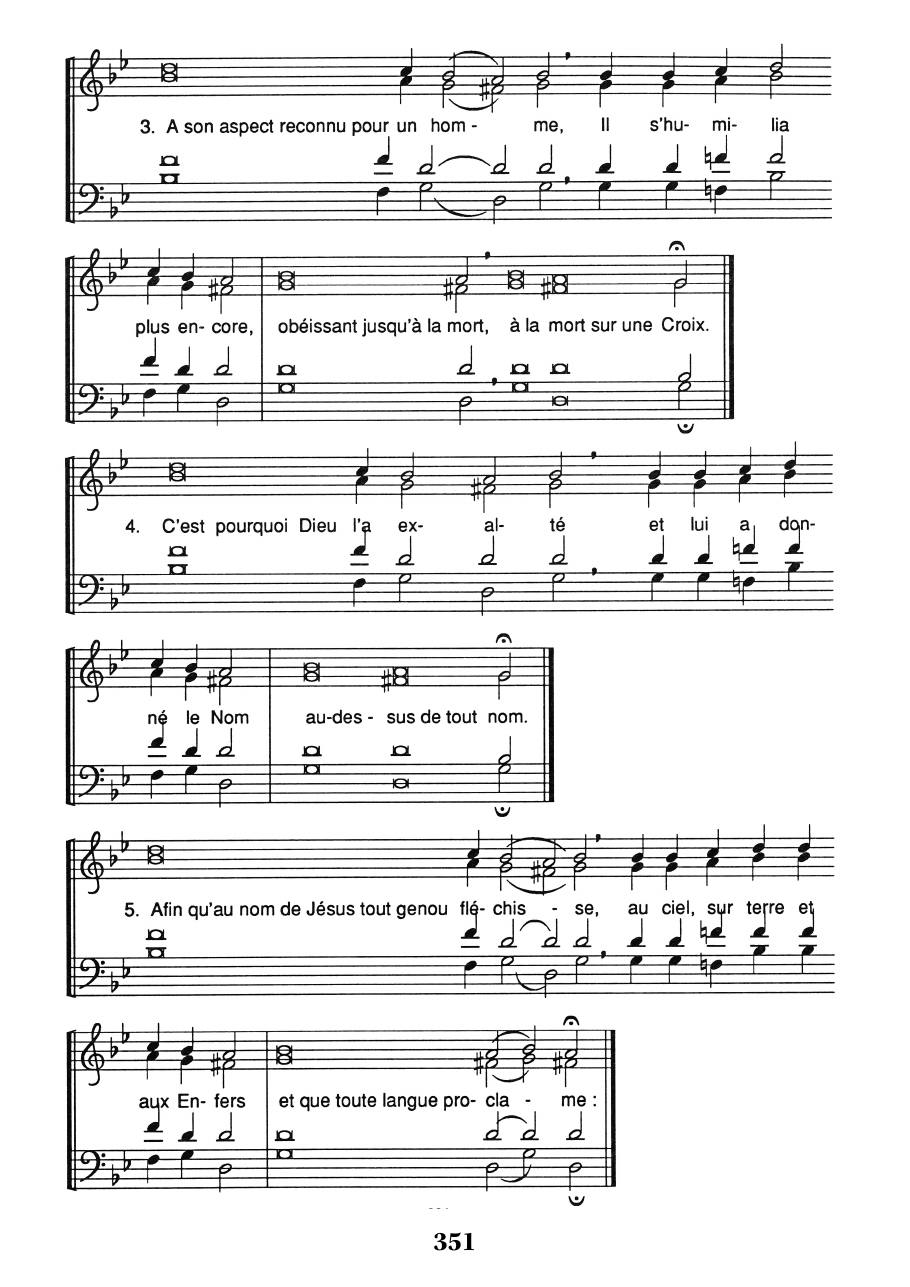 3. A son aspect reconnu pour un hom - me, Il s'hu- mi- lia
plus en- core, obéissant jusqu'à la mort, à la mort sur une Croix.
4. C'est pourquoi Dieu l'a ex- al- té et lui a don-
né le Nom au-des - sus de tout nom.
5. Afin qu'au nom de Jésus tout genou flé- chis - se, au ciel, sur terre et
aux En- fers et que toute langue pro- cla - me :
351